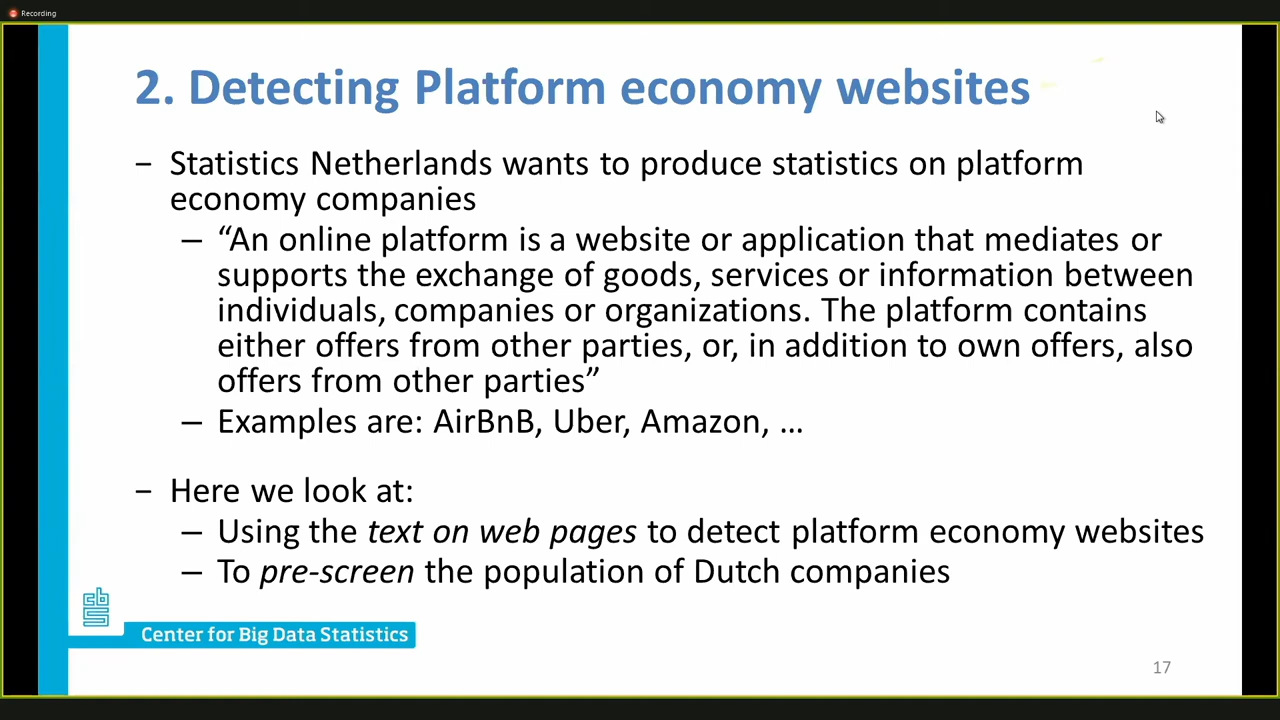 Recording
2. Detecting Platform economy websites
− Statistics Netherlands wants to produce statistics on platform
economy companies
– “An online platform is a website or application that mediates or
supports the exchange of goods, services or information between
individuals, companies or organizations. The platform contains
either offers from other parties, or, in addition to own offers, also
offers from other parties”
– Examples are: AirBnB, Uber, Amazon, ...
− Here we look at:
– Using the text on web pages to detect platform economy websites
– To pre-screen the population of Dutch companies
cbs
Center for Big Data Statistics
17